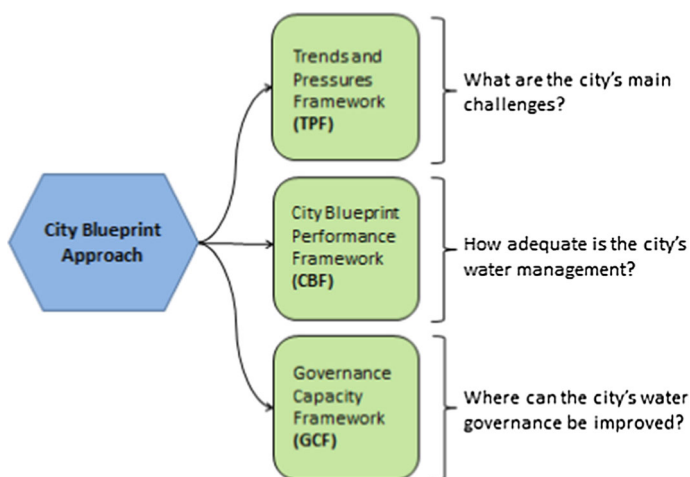 City Blueprint
Approach
Trends and
Pressures
Framework
(TPF)
What are the city's main
challenges?
City Blueprint
Performance
Framework
(CBF)
How adequate is the city's
water management?
Governance
Capacity
Framework
(GCF)
Where can the city's water
governance be improved?